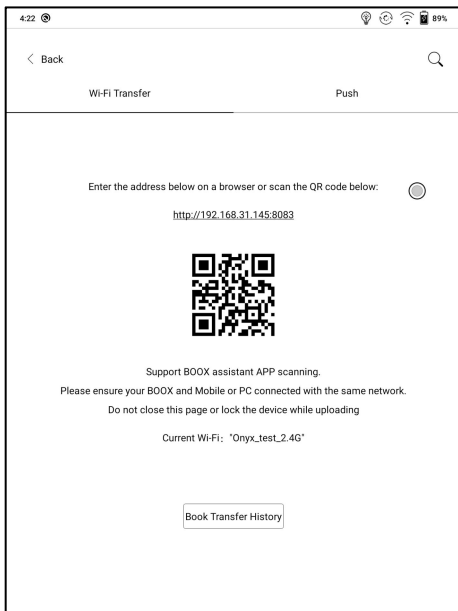 4:22
89%
Back
Wi-Fi Transfer
Push
Enter the address below on a browser or scan the QR code below:
http://192.168.31.145:8083
Support BOOX assistant APP scanning.
Please ensure your BOOX and Mobile or PC connected with the same network.
Do not close this page or lock the device while uploading
Current Wi-Fi： "Onyx_test_2.4G"
Book Transfer History